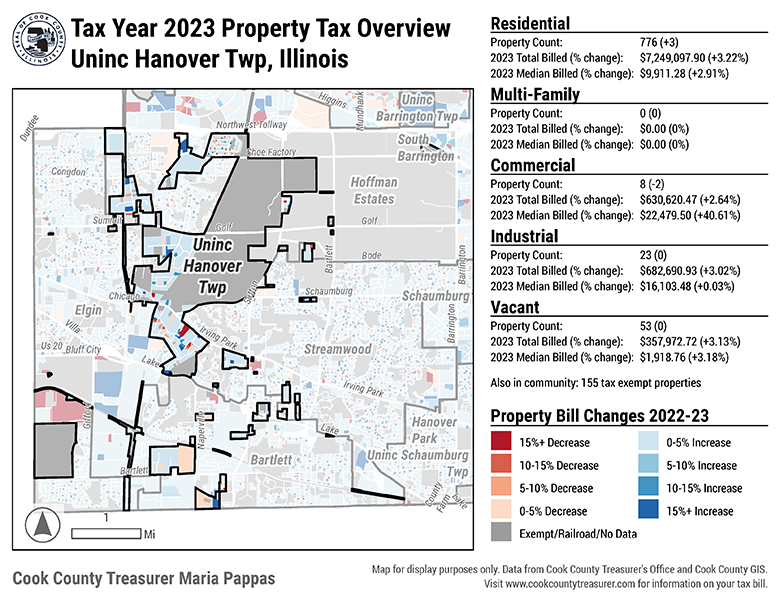 SEAL OF COOK COUNTY
ILLINOIS
Tax Year 2023 Property Tax Overview
Uninc Hanover Twp, Illinois
Residential
Property Count: 776 (+3)
2023 Total Billed (% change): $7,249,097.90 (+3.22%)
2023 Median Billed (% change): $9,911.28 (+2.91%)
Multi-Family
Property Count: 0 (0)
2023 Total Billed (% change): $0.00 (0%)
2023 Median Billed (% change): $0.00 (0%)
Commercial
Property Count: 8 (-2)
2023 Total Billed (% change): $630,620.47 (+2.64%)
2023 Median Billed (% change): $22,479.50 (+40.61%)
Industrial
Property Count: 23 (0)
2023 Total Billed (% change): $682,690.93 (+3.02%)
2023 Median Billed (% change): $16,103.48 (+0.03%)
Vacant
Property Count: 53 (0)
2023 Total Billed (% change): $357,972.72 (+3.13%)
2023 Median Billed (% change): $1,918.76 (+3.18%)
Also in community: 155 tax exempt properties
Property Bill Changes 2022-23
15%+ Decrease
0-5% Increase
10-15% Decrease
5-10% Increase
5-10% Decrease
10-15% Increase
0-5% Decrease
15%+ Increase
Exempt/Railroad/No Data
Dundee
Higgins
Mundhank
Uninc
Barrington Twp
Northwest Tollway
South
Barrington
Shoe Factory
Congdon
Hoffman
Estates
Summit
Golf
Golf
Uninc
Hanover
Twp
Bartlett
Bode
Barrington
Chicago
Sutton
Schaumburg
Schaumburg
Elgin
Villa
Irving Park
Barrington
Us 20
Bluff City
Lake
Streamwood
Irving Park
Gifford
Naperville
Lake
Hanover
Park
Bartlett
Bartlett
Uninc Schaumburg
Twp
County
Farm
Lake
1
Mi
Cook County Treasurer Maria Pappas
Map for display purposes only. Data from Cook County Treasurer's Office and Cook County GIS.
Visit www.cookcountytreasurer.com for information on your tax bill.